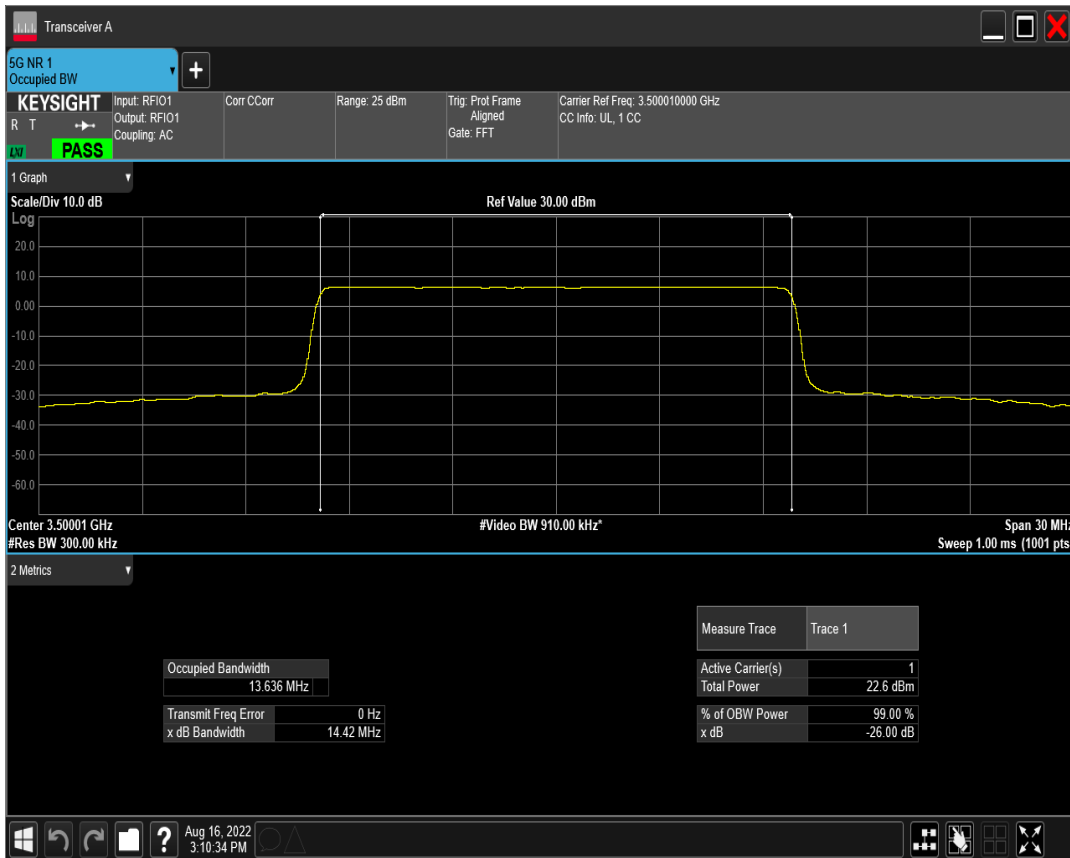 Transceiver A
5G NR 1
Occupied BW
+
KEYSIGHT
R T
LXI
PASS
Input: RFIO1
Output: RFIO1
Coupling: AC
Corr CCorr
Range: 25 dBm
Trig: Prot Frame
Aligned
Gate: FFT
Carrier Ref Freq: 3.500010000 GHz
CC Info: UL, 1 CC
1 Graph
Scale/Div 10.0 dB
Ref Value 30.00 dBm
Log
20.0
10.0
0.00
-10.0
-20.0
-30.0
-40.0
-50.0
-60.0
Center 3.50001 GHz
#Video BW 910.00 kHz*
Span 30 MHz
#Res BW 300.00 kHz
Sweep 1.00 ms (1001 pts
2 Metrics
Measure Trace Trace 1
Occupied Bandwidth
13.636 MHz
Active Carrier(s) 1
Total Power 22.6 dBm
Transmit Freq Error 0 Hz
x dB Bandwidth 14.42 MHz
% of OBW Power 99.00 %
x dB -26.00 dB
?
Aug 16, 2022
3:10:34 PM